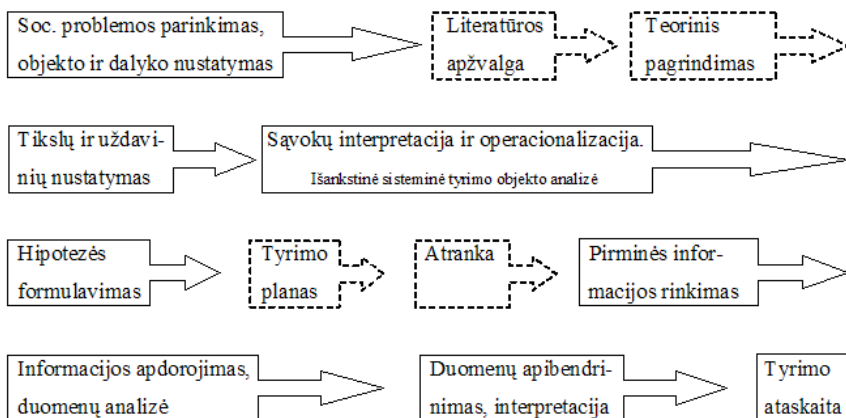 Soc. problemos parinkimas,
objekto ir dalyko nustatymas
Literatūros
apžvalga
Teorinis
pagrindimas
Tikslų ir uždavi-
nių nustatymas
Sąvokų interpretacija ir operacionalizacija.
Išankstinė sisteminė tyrimo objekto analizė
Hipotezės
formulavimas
Tyrimo
planas
Atranka
Pirminės infor-
macijos rinkimas
Informacijos apdorojimas,
duomenų analizė
Duomenų apibendri-
nimas, interpretacija
Tyrimo
ataskaita